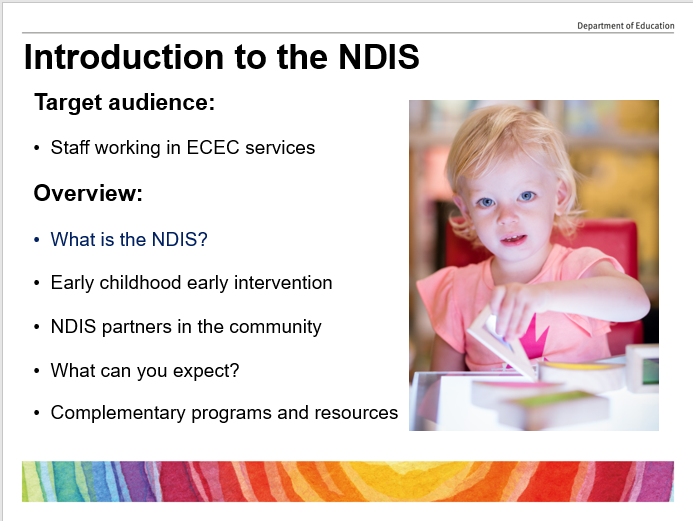 Department of Education
Introduction to the NDIS
Target audience:
• Staff working in ECEC services
Overview:
• What is the NDIS?
• Early childhood early intervention
• NDIS partners in the community
• What can you expect?
• Complementary programs and resources